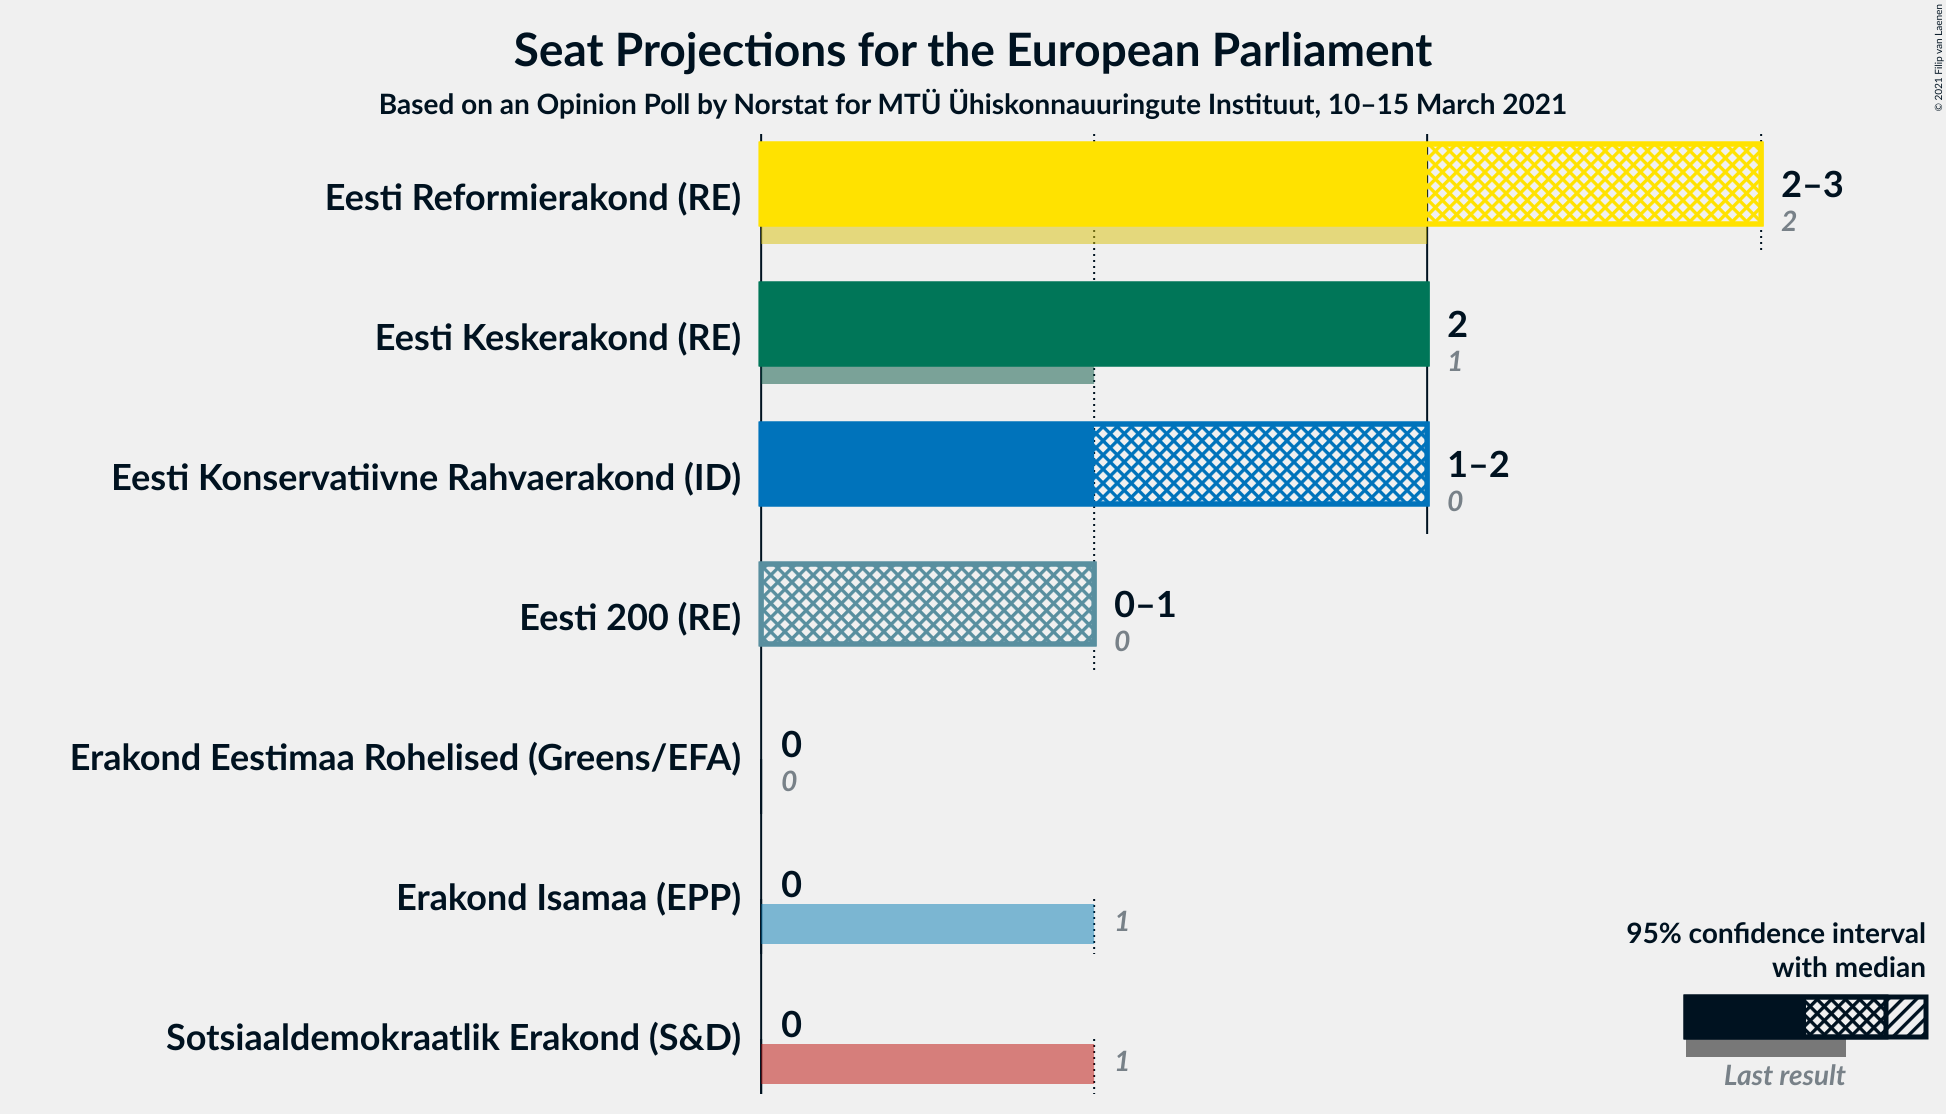 Seat Projections for the European Parliament
Based on an Opinion Poll by Norstat for MTÜ Ühiskonnauuringute Instituut, 10–15 March 2021
© 2021 Filip van Laenen
Eesti Reformierakond (RE)
2–3
2
Eesti Keskerakond (RE)
2
1
Eesti Konservatiivne Rahvaerakond (ID)
1–2
0
Eesti 200 (RE)
0–1
0
Erakond Eestimaa Rohelised (Greens/EFA)
0
0
Erakond Isamaa (EPP)
0
1
Sotsiaaldemokraatlik Erakond (S&D)
0
1
95% confidence interval
with median
Last result